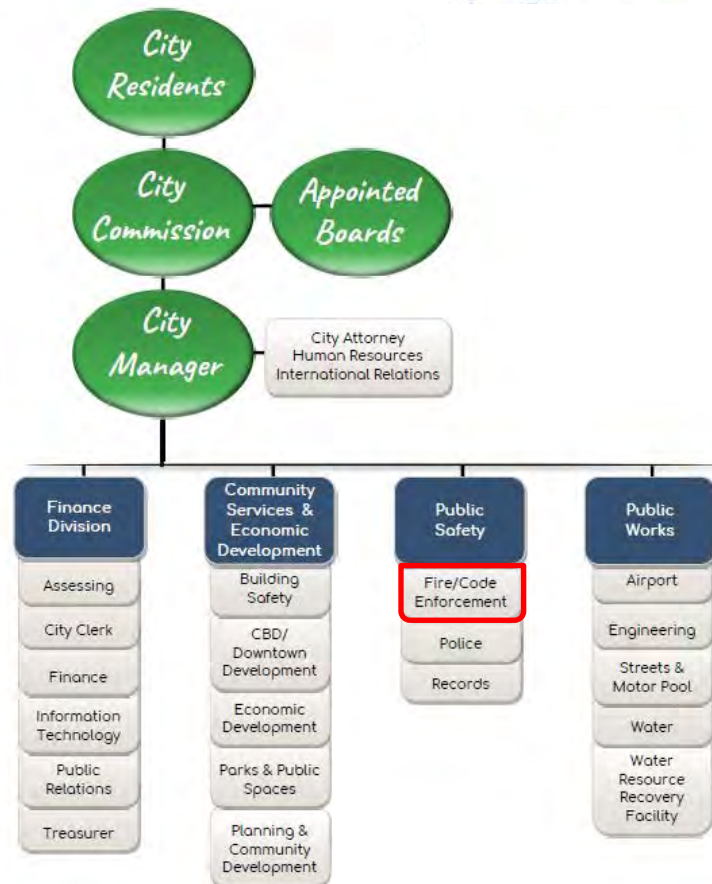 City
Residents
City
Commission
Appointed
Boards
City
Manager
City Attorney
Human Resources
International Relations
Finance
Division
Assessing
City Clerk
Finance
Information
Technology
Public
Relations
Treasurer
Community
Services &
Economic
Development
Building
Safety
CBD/
Downtown
Development
Economic
Development
Parks & Public
Spaces
Planning &
Community
Development
Public
Safety
Fire/Code
Enforcement
Police
Records
Public
Works
Airport
Engineering
Streets &
Motor Pool
Water
Water
Resource
Recovery
Facility